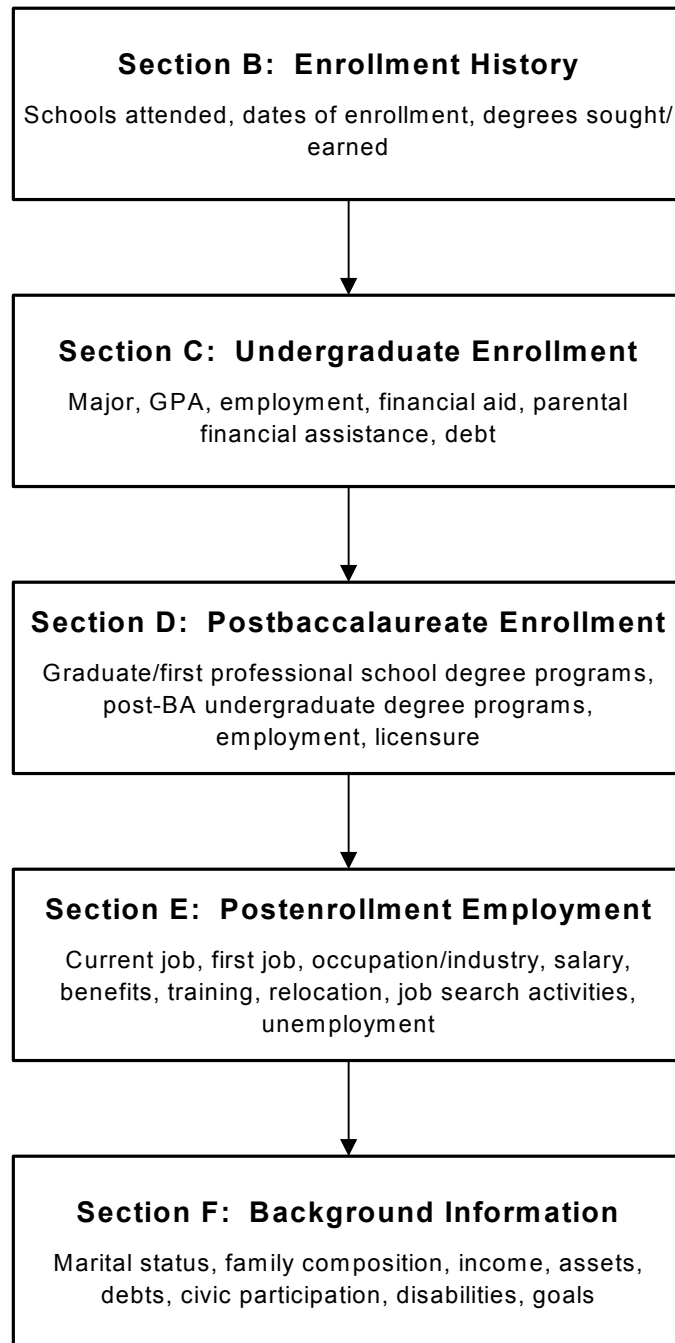 Section B:  Enrollment History
Schools attended, dates of enrollment, degrees sought/
earned
Section C:  Undergraduate Enrollment
Major, GPA, employment, financial aid, parental
financial assistance, debt
Section D:  Postbaccalaureate Enrollment
Graduate/first professional school degree programs,
post-BA undergraduate degree programs,
employment, licensure
Section E:  Postenrollment Employment
Current job, first job, occupation/industry, salary,
benefits, training, relocation, job search activities,
unemployment
Section F:  Background Information
Marital status, family composition, income, assets,
debts, civic participation, disabilities, goals